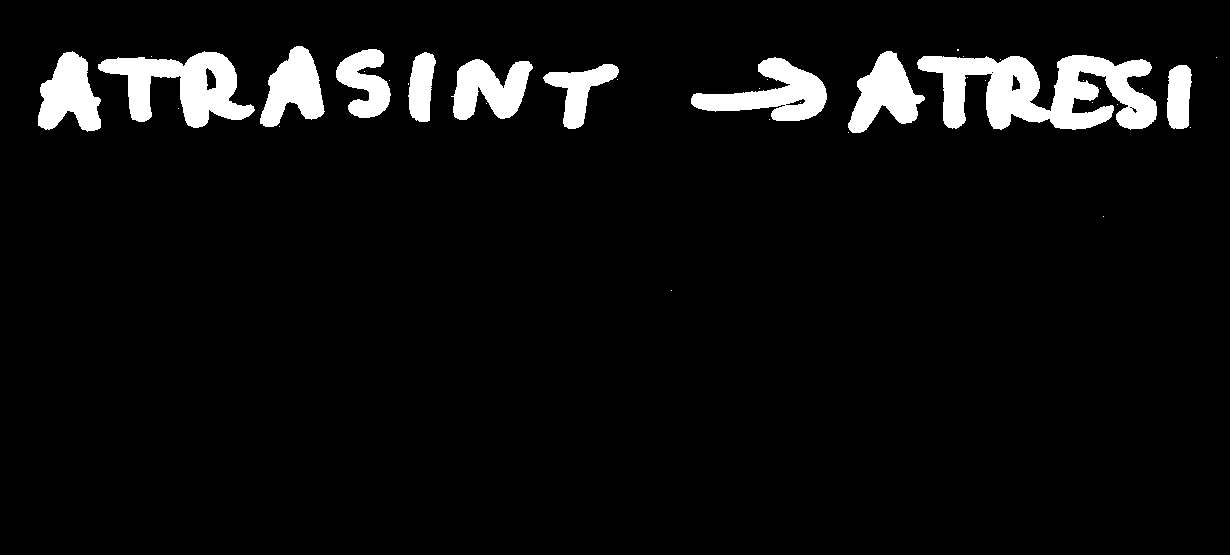 ATRASINT → ATRESI